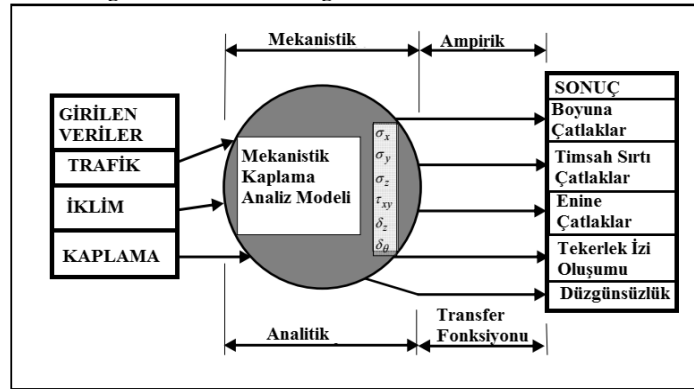 Mekanistik
Ampirik
GİRİLEN
VERİLER
TRAFİK
İKLİM
KAPLAMA
Mekanistik
Kaplama
Analiz Modeli
σx
σy
σz
τxy
δz
δθ
SONUÇ
Boyuna
Çatlaklar
Timsah Sırtı
Çatlaklar
Enine
Çatlaklar
Tekerlek İzi
Oluşumu
Düzgünsüzlük
Analitik
Transfer
Fonksiyonu